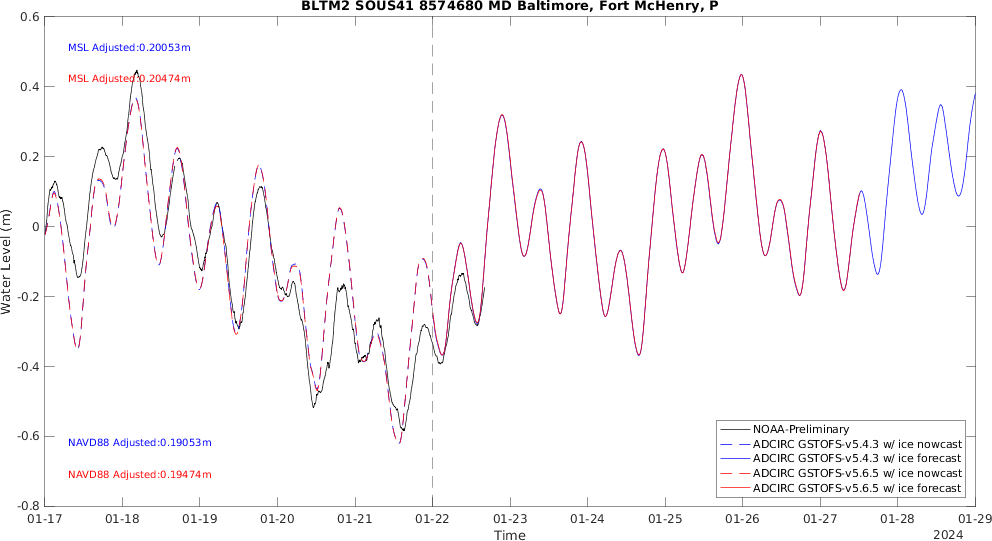 BLTM2 SOUS41 8574680 MD Baltimore, Fort McHenry, P
MSL Adjusted:0.20053m
MSL Adjusted:0.20474m
NAVD88 Adjusted:0.19053m
NAVD88 Adjusted:0.19474m
Water Level (m)
0.6
0.4
0.2
0
-0.2
-0.4
-0.6
-0.8
NOAA-Preliminary
ADCIRC GSTOFS-v5.4.3 w/ ice nowcast
ADCIRC GSTOFS-v5.4.3 w/ ice forecast
ADCIRC GSTOFS-v5.6.5 w/ ice nowcast
ADCIRC GSTOFS-v5.6.5 w/ ice forecast
01-17 01-18 01-19 01-20 01-21 01-22 01-23 01-24 01-25 01-26 01-27 01-28 01-29
Time
2024